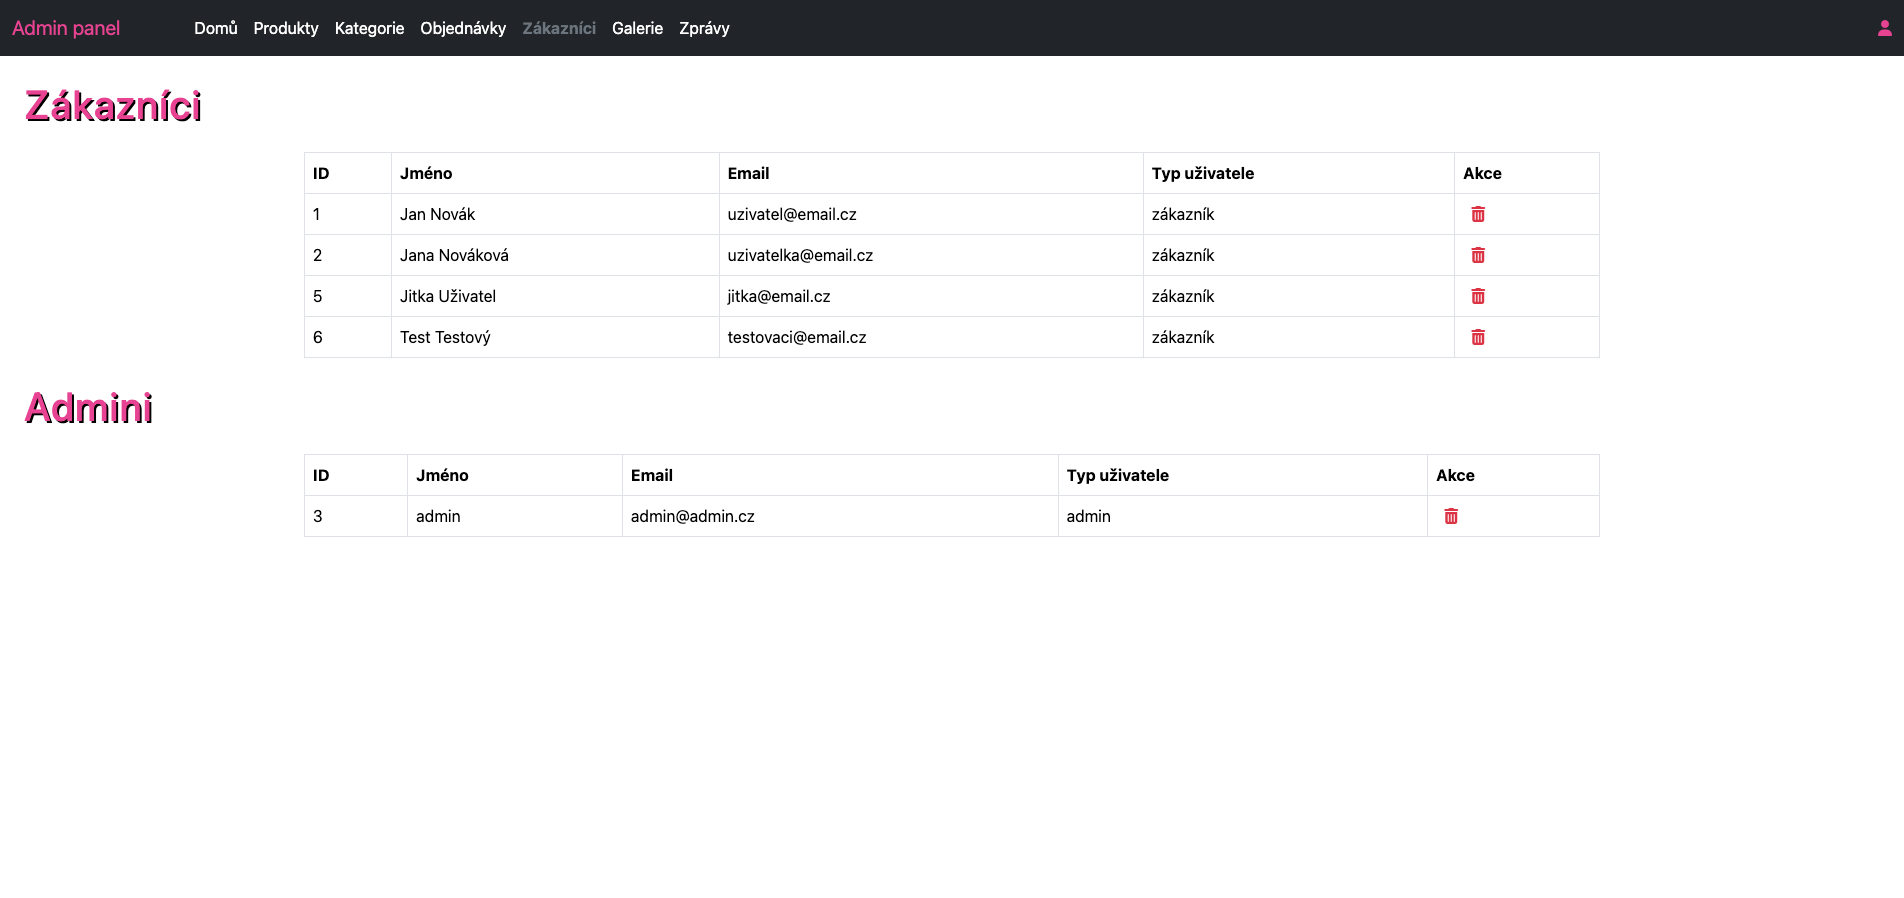 Admin panel Domů Produkty Kategorie Objednávky Zákazníci Galerie Zprávy
Zákazníci
ID Jméno Email Typ uživatele Akce
1 Jan Novák uzivatel@email.cz zákazník
2 Jana Nováková uzivatelka@email.cz zákazník
5 Jitka Uživatel jitka@email.cz zákazník
6 Test Testový testovaci@email.cz zákazník
Admini
ID Jméno Email Typ uživatele Akce
3 admin admin@admin.cz admin